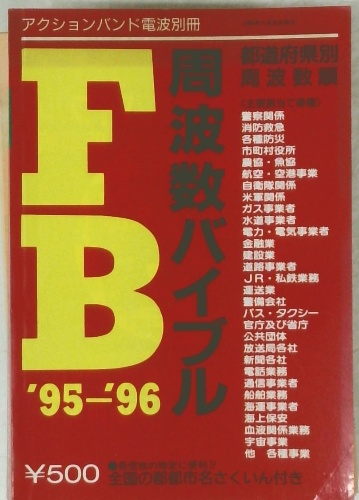 アクションバンド電波別冊
FB
周波数バイブル
'95–'96
都道府県別
周波数帳
警察関係
消防救急
各種防災
市町村役所
農協・漁協
航空・空港事業
自衛隊関係
米軍関係
ガス事業者
水道事業者
電力・電気事業者
金融業
建設業
道路事業者
JR・私鉄業務
運送業
警備会社
バス・タクシー
官庁及び省庁
公共団体
放送局各社
新聞各社
電話業務
通信事業者
船舶業務
海運事業者
海上保安
血液関係業務
宇宙事業
他 各種事業
¥500
全国の都郡市名さくいん付き